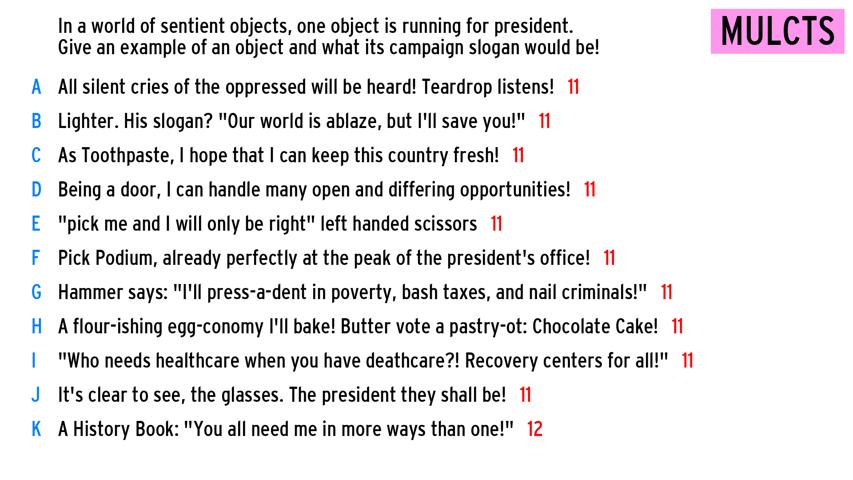 In a world of sentient objects, one object is running for president.
Give an example of an object and what its campaign slogan would be!
MULCTS
A All silent cries of the oppressed will be heard! Teardrop listens! 11
B Lighter. His slogan? "Our world is ablaze, but I'll save you!" 11
C As Toothpaste, I hope that I can keep this country fresh! 11
D Being a door, I can handle many open and differing opportunities! 11
E "pick me and I will only be right" left handed scissors 11
F Pick Podium, already perfectly at the peak of the president's office! 11
G Hammer says: "I'll press-a-dent in poverty, bash taxes, and nail criminals!" 11
H A flour-ishing egg-conomy I'll bake! Butter vote a pastry-ot: Chocolate Cake! 11
I "Who needs healthcare when you have deathcare?! Recovery centers for all!" 11
J It's clear to see, the glasses. The president they shall be! 11
K A History Book: "You all need me in more ways than one!" 12